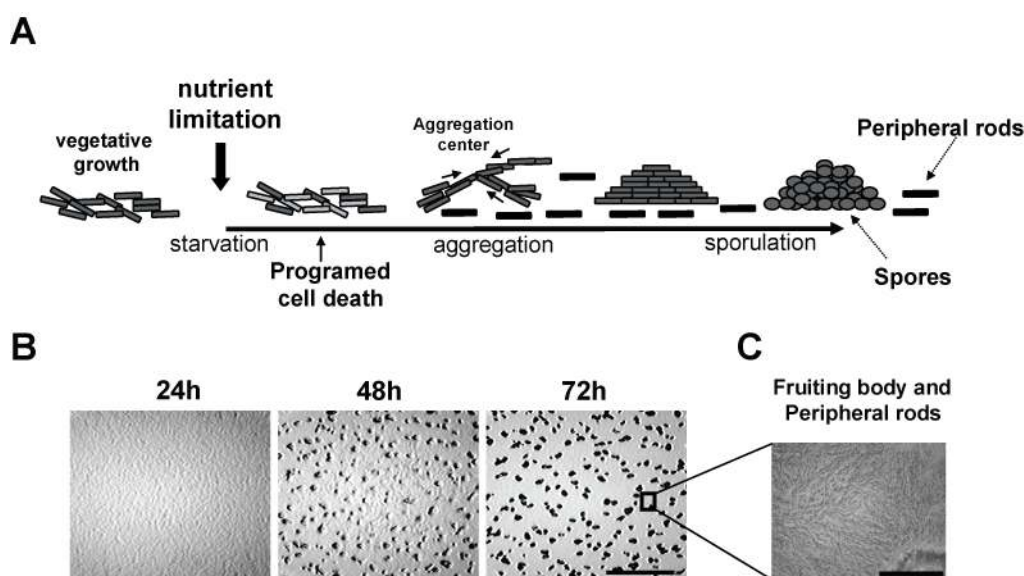 A
nutrient
limitation
vegetative
growth
Aggregation
center
Peripheral rods
starvation
aggregation
sporulation
Programed
cell death
Spores
B
C
24h
48h
72h
Fruiting body and
Peripheral rods